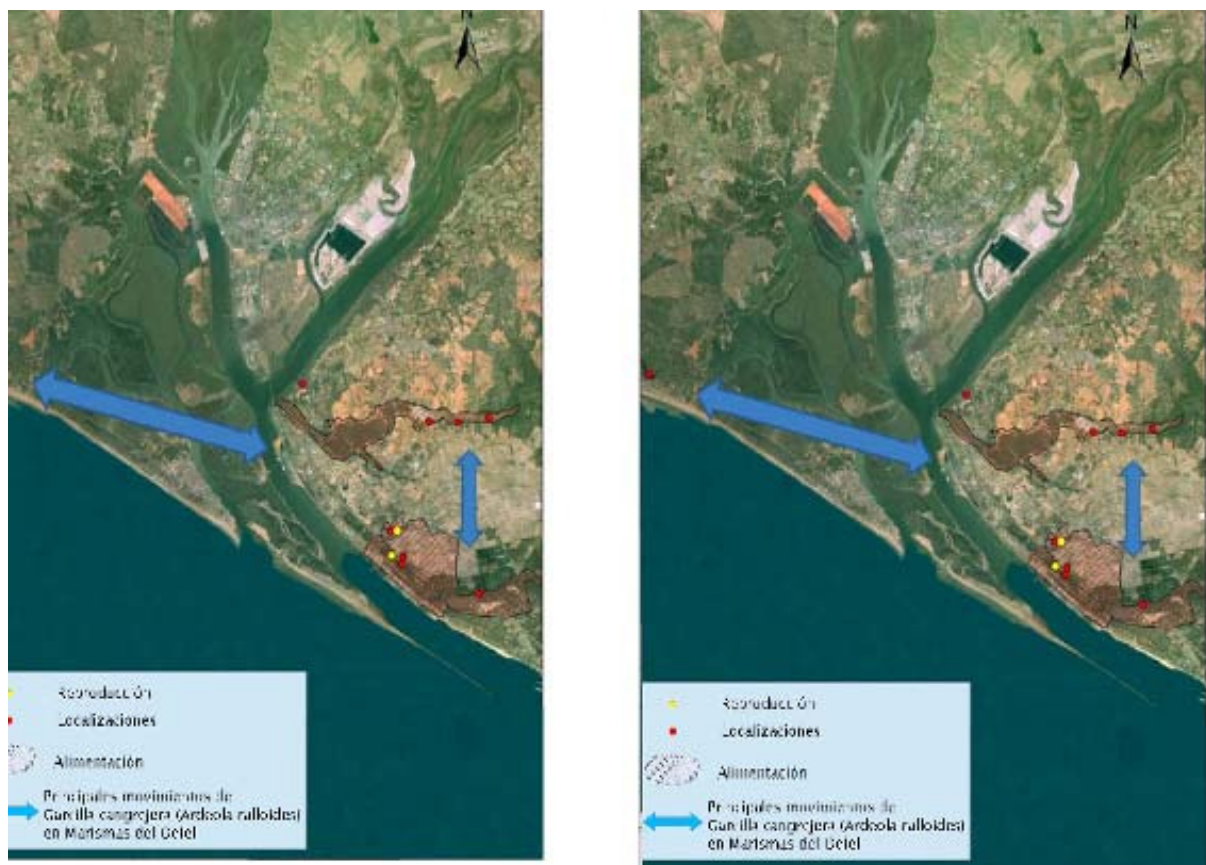 N
Reproducción
Localizaciones
Alimentación
Principales movimientos de
Garcilla cangrejera (Ardeola ralloides)
en Marismas del Odiel
N
Reproducción
Localizaciones
Alimentación
Principales movimientos de
Garcilla cangrejera (Ardeola ralloides)
en Marismas del Odiel